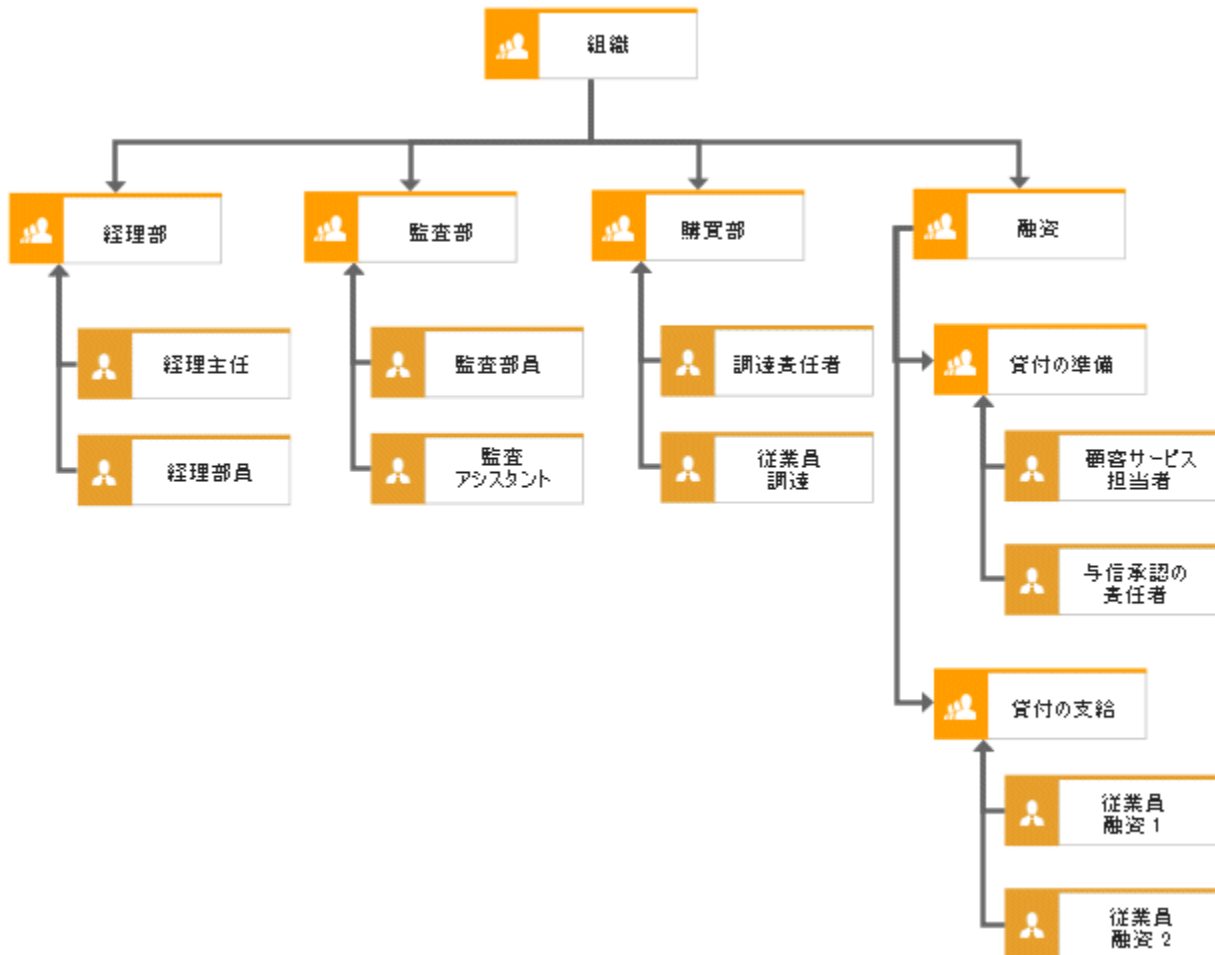 組織
経理部
監査部
購買部
融資
経理主任
監査部員
調達責任者
貸付の準備
経理部員
監査
アシスタント
従業員
調達
顧客サービス
担当者
与信承認の
責任者
貸付の支給
従業員
融資 1
従業員
融資 2